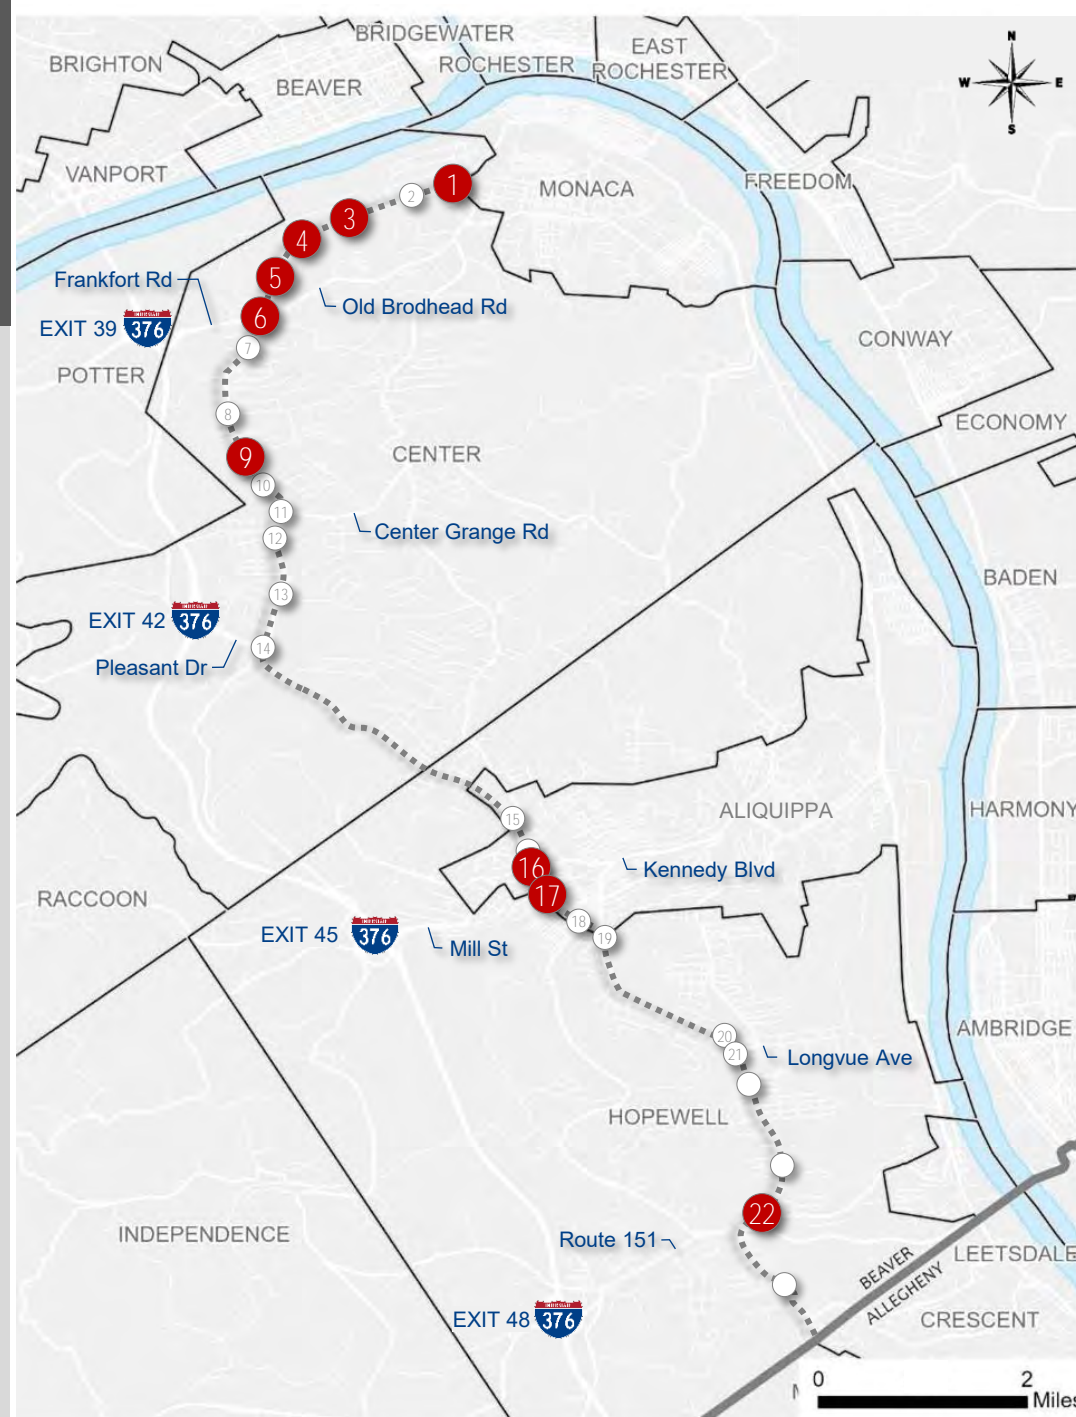 BRIDGEWATER
BRIGHTON
ROCHESTER
EAST
ROCHESTER
BEAVER
N
W E
S
VANPORT
MONACA
FREEDOM
1
2
3
4
5
6
7
8
9
10
11
12
13
14
Frankfort Rd
Old Brodhead Rd
EXIT 39
INTERSTATE
376
POTTER
CONWAY
ECONOMY
CENTER
Center Grange Rd
BADEN
EXIT 42
INTERSTATE
376
Pleasant Dr
15
16
17
18
19
ALIQUIPPA
HARMONY
Kennedy Blvd
RACCOON
EXIT 45
INTERSTATE
376
Mill St
20
21
AMBRIDGE
Longvue Ave
HOPEWELL
22
INDEPENDENCE
Route 151
BEAVER
ALLEGHENY
LEETSDALE
EXIT 48
INTERSTATE
376
CRESCENT
0 2
Miles